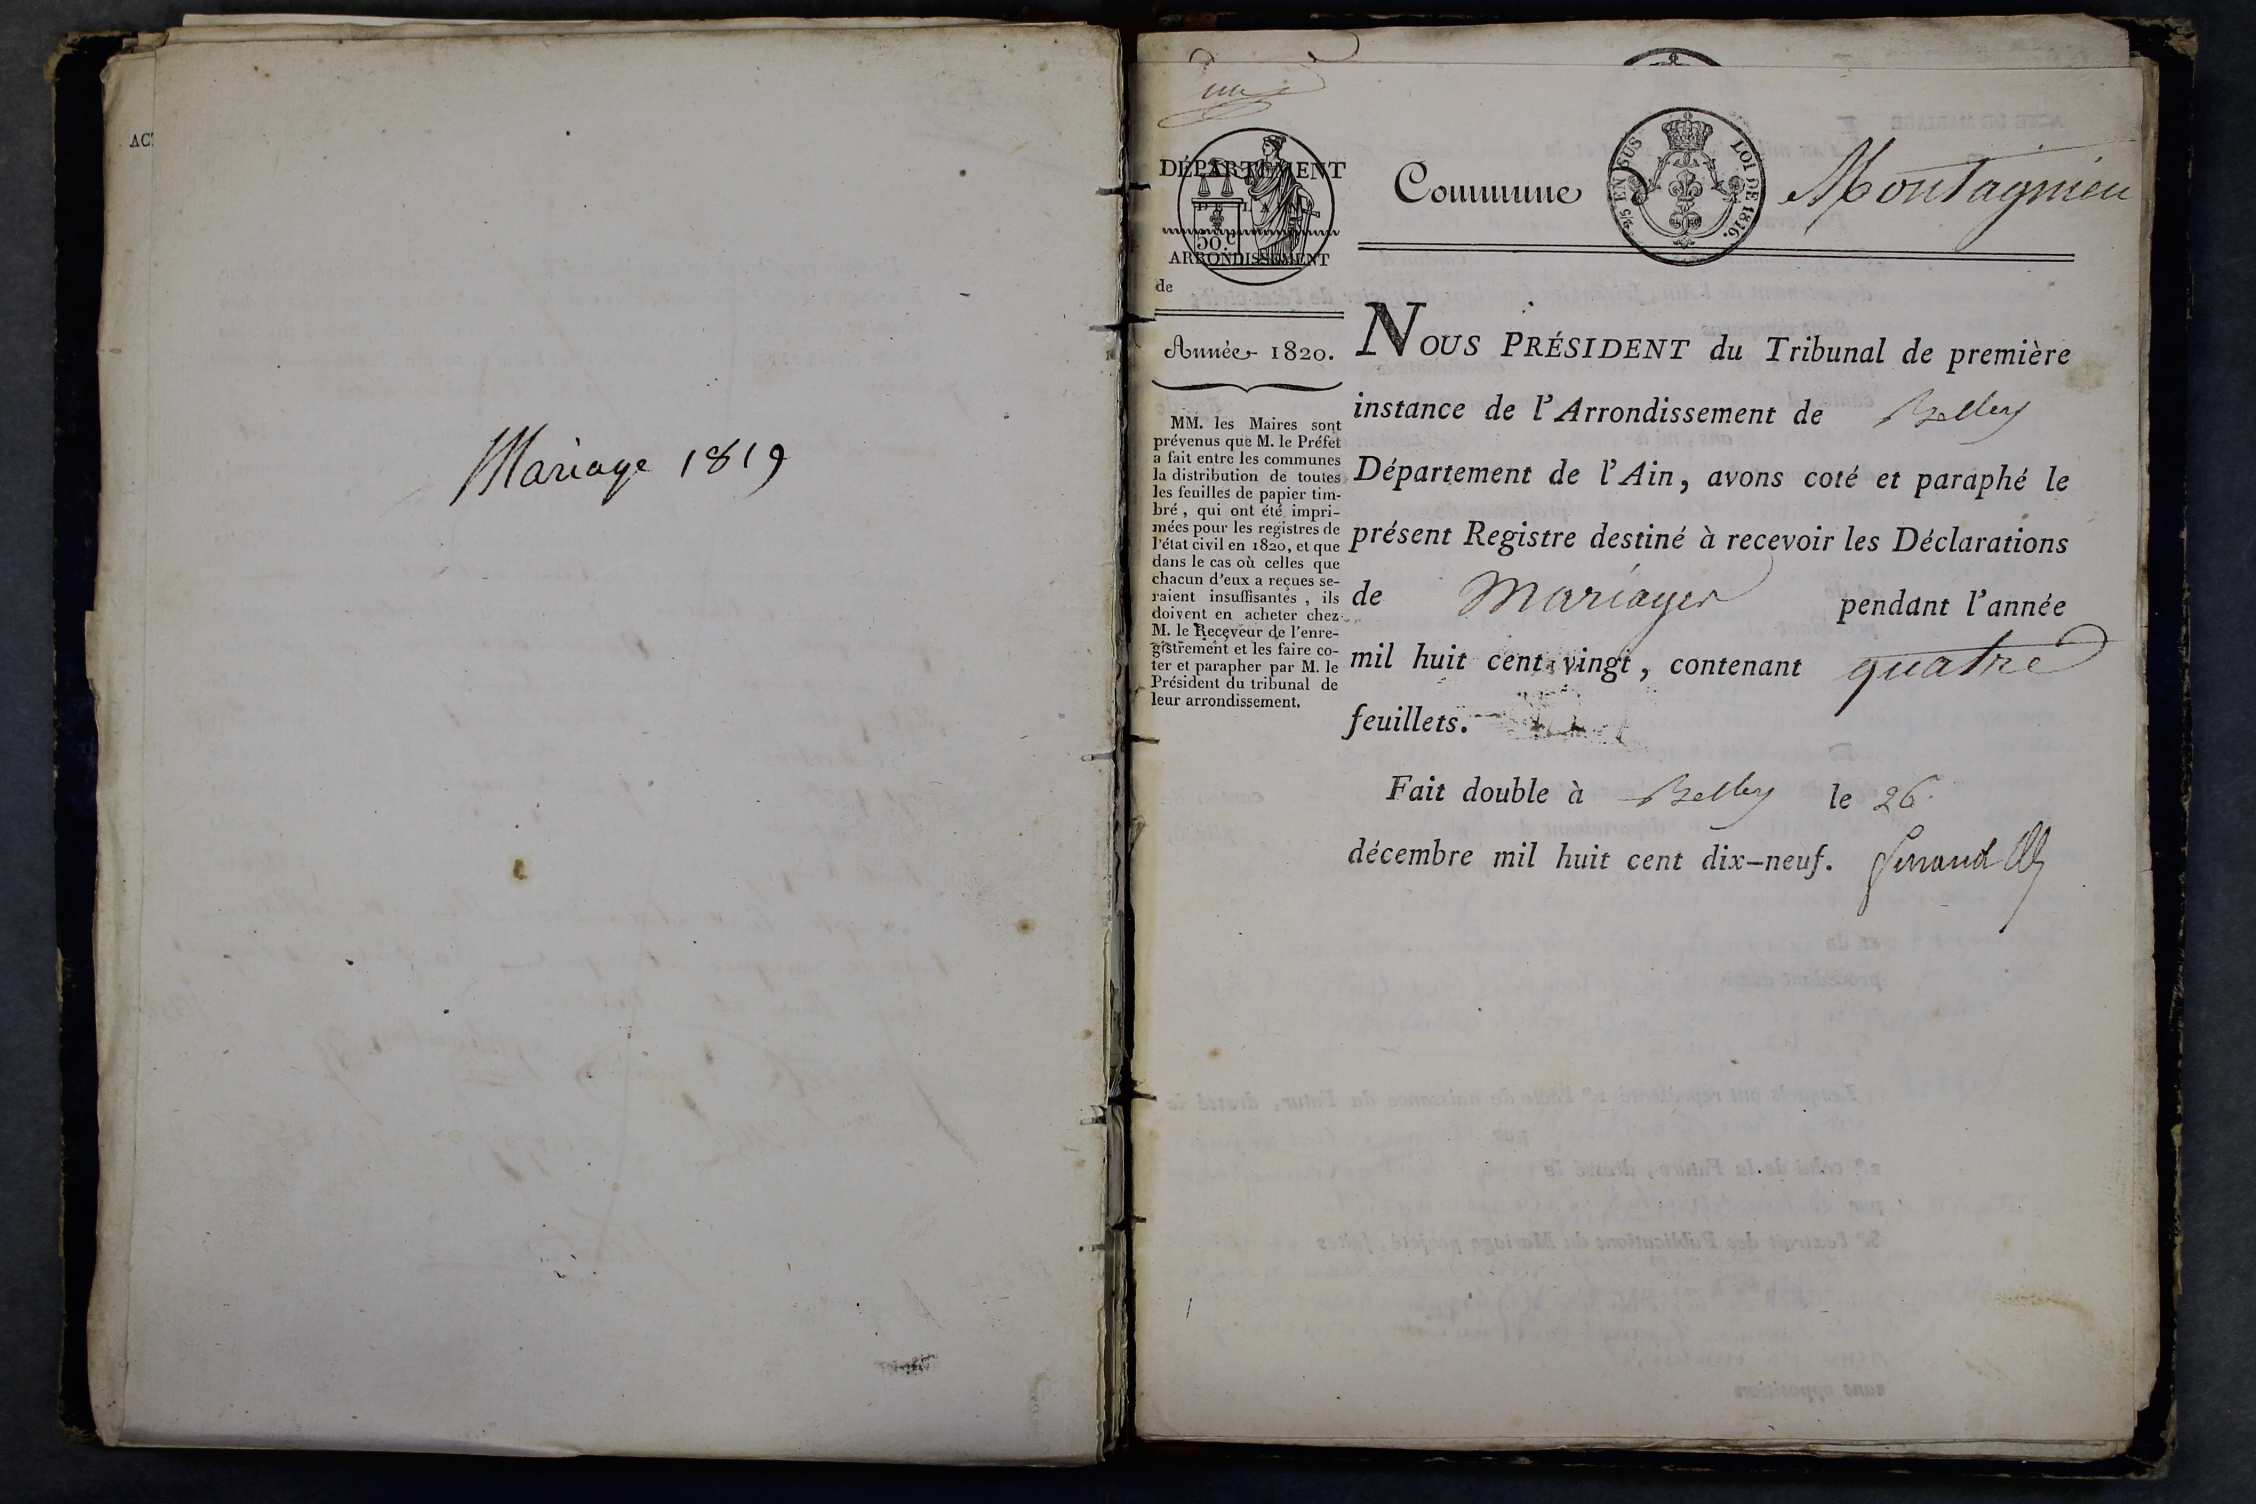 AC
Mariage 1819
une
DÉPARTEMENT
DE L'AIN
50 C
ARRONDISSEMENT
de
Commune
2/5 EN SUS
LOI DE 1816.
Montagnieu
Année 1820.
MM. les Maires sont
prévenus que M. le Préfet
a fait entre les communes
la distribution de toutes
les feuilles de papier tim-
bré, qui ont été impri-
mées pour les registres de
l'état civil en 1820, et que
dans le cas où celles que
chacun d'eux a reçues se-
raient insuffisantes, ils
doivent en acheter chez
M. le Receveur de l'enre-
gistrement et les faire co-
ter et parapher par M. le
Président du tribunal de
leur arrondissement.
NOUS PRÉSIDENT du Tribunal de première
instance de l'Arrondissement de Belley
Département de l'Ain, avons coté et paraphé le
présent Registre destiné à recevoir les Déclarations
de Mariages pendant l'année
mil huit cent vingt, contenant quatre
feuillets.
Fait double à Belley le 26
décembre mil huit cent dix-neuf.